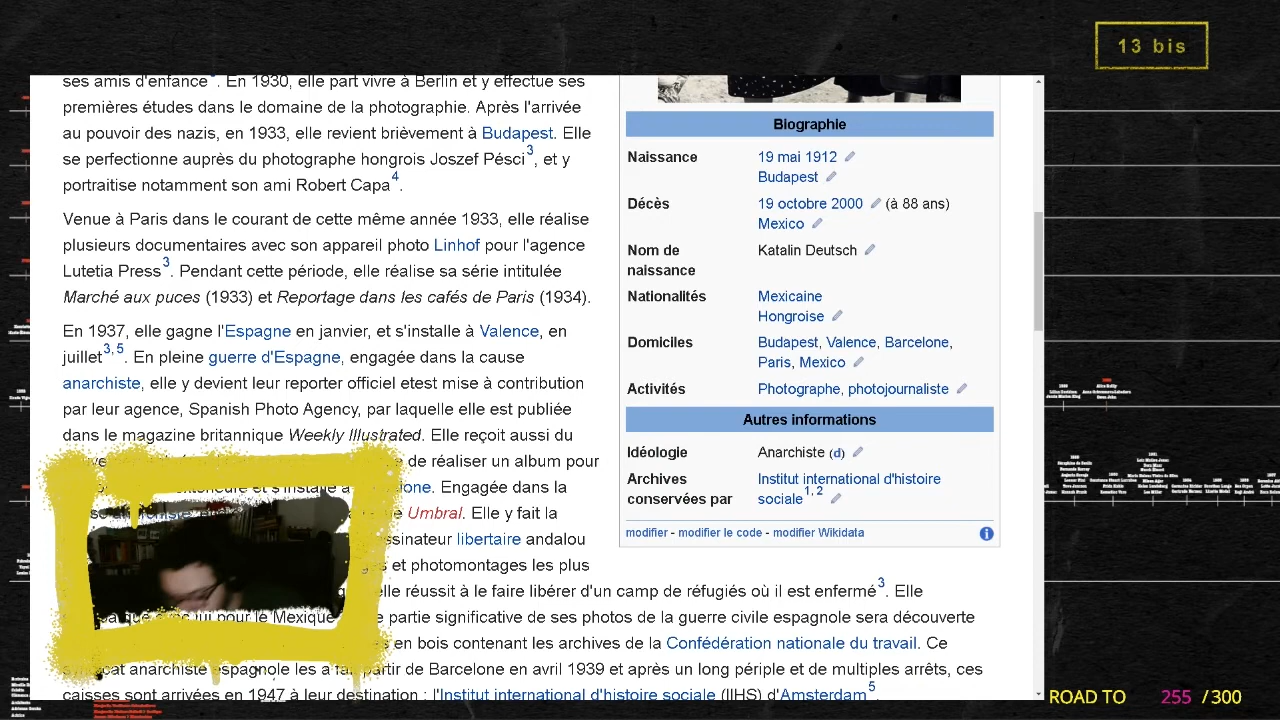 13 bis
ses amis d'enfance. En 1930, elle part vivre à Berlin et y effectue ses
premières études dans le domaine de la photographie. Après l'arrivée
au pouvoir des nazis, en 1933, elle revient brièvement à Budapest. Elle
se perfectionne auprès du photographe hongrois Joezef Pésci3, et y
portraitise notamment son ami Robert Capa4.
Venue à Paris dans le courant de cette même année 1933, elle réalise
plusieurs documentaires avec son appareil photo Linhof pour l'agence
Lutetia Press3. Pendant cette période, elle réalise sa série intitulée
Marché aux puces (1933) et Reportage dans les cafés de Paris (1934).
En 1937, elle gagne l'Espagne en janvier, et s'installe à Valence, en
juillet3,5. En pleine guerre d'Espagne, engagée dans la cause
anarchiste, elle y devient leur reporter officiel et est mise à contribution
par leur agence, Spanish Photo Agency, par laquelle elle est publiée
dans le magazine britannique Weekly Illustrated. Elle reçoit aussi du
de réaliser un album pour
et s'installe à
gagée dans la
Umbral. Elle y fait la
ssinateur libertaire andalou
s et photomontages les plus
elle réussit à le faire libérer d'un camp de réfugiés où il est enfermé3. Elle
lui pour le Mexique
partie significative de ses photos de la guerre civile espagnole sera découverte
en bois contenant les archives de la Confédération nationale du travail. Ce
cat anarchiste espagnole les a fait partir de Barcelone en avril 1939 et après un long périple et de multiples arrêts, ces
caisses sont arrivées en 1947 à leur destination : l'Institut international d'histoire sociale (IHS) d'Amsterdam5
Biographie
Naissance 19 mai 1912
Budapest
Décès 19 octobre 2000 (à 88 ans)
Mexico
Nom de naissance Katalin Deutsch
Nationalités Mexicaine
Hongroise
Domiciles Budapest, Valence, Barcelone,
Paris, Mexico
Activités Photographe, photojournaliste
Autres informations
Idéologie Anarchiste (d)
Archives conservées par Institut international d'histoire
sociale1,2
modifier - modifier le code - modifier Wikidata
ROAD TO 255 / 300